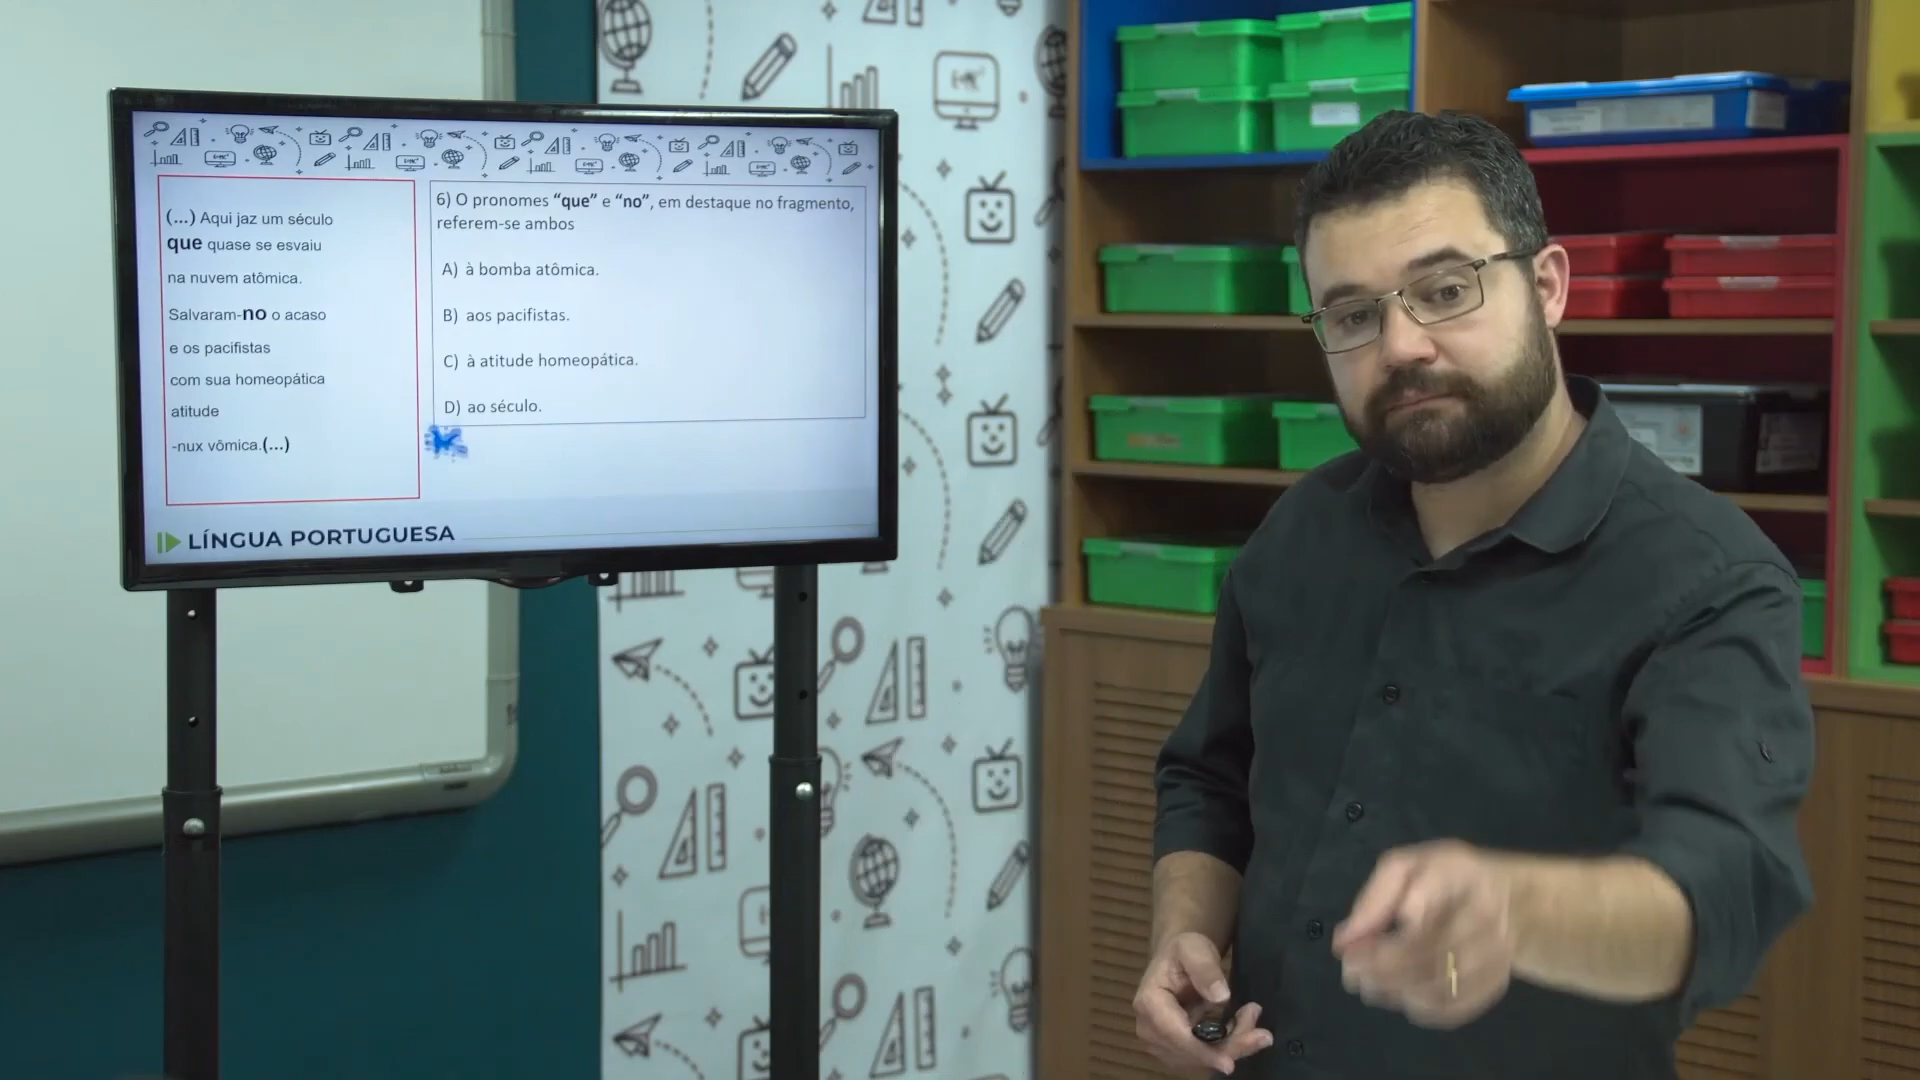 (...) Aqui jaz um século
que quase se esvaiu
na nuvem atômica.
Salvaram-no o acaso
e os pacifistas
com sua homeopática
atitude
-nux vômica.(...)
6) O pronomes “que” e “no”, em destaque no fragmento,
referem-se ambos
A) à bomba atômica.
B) aos pacifistas.
C) à atitude homeopática.
D) ao século.
LÍNGUA PORTUGUESA